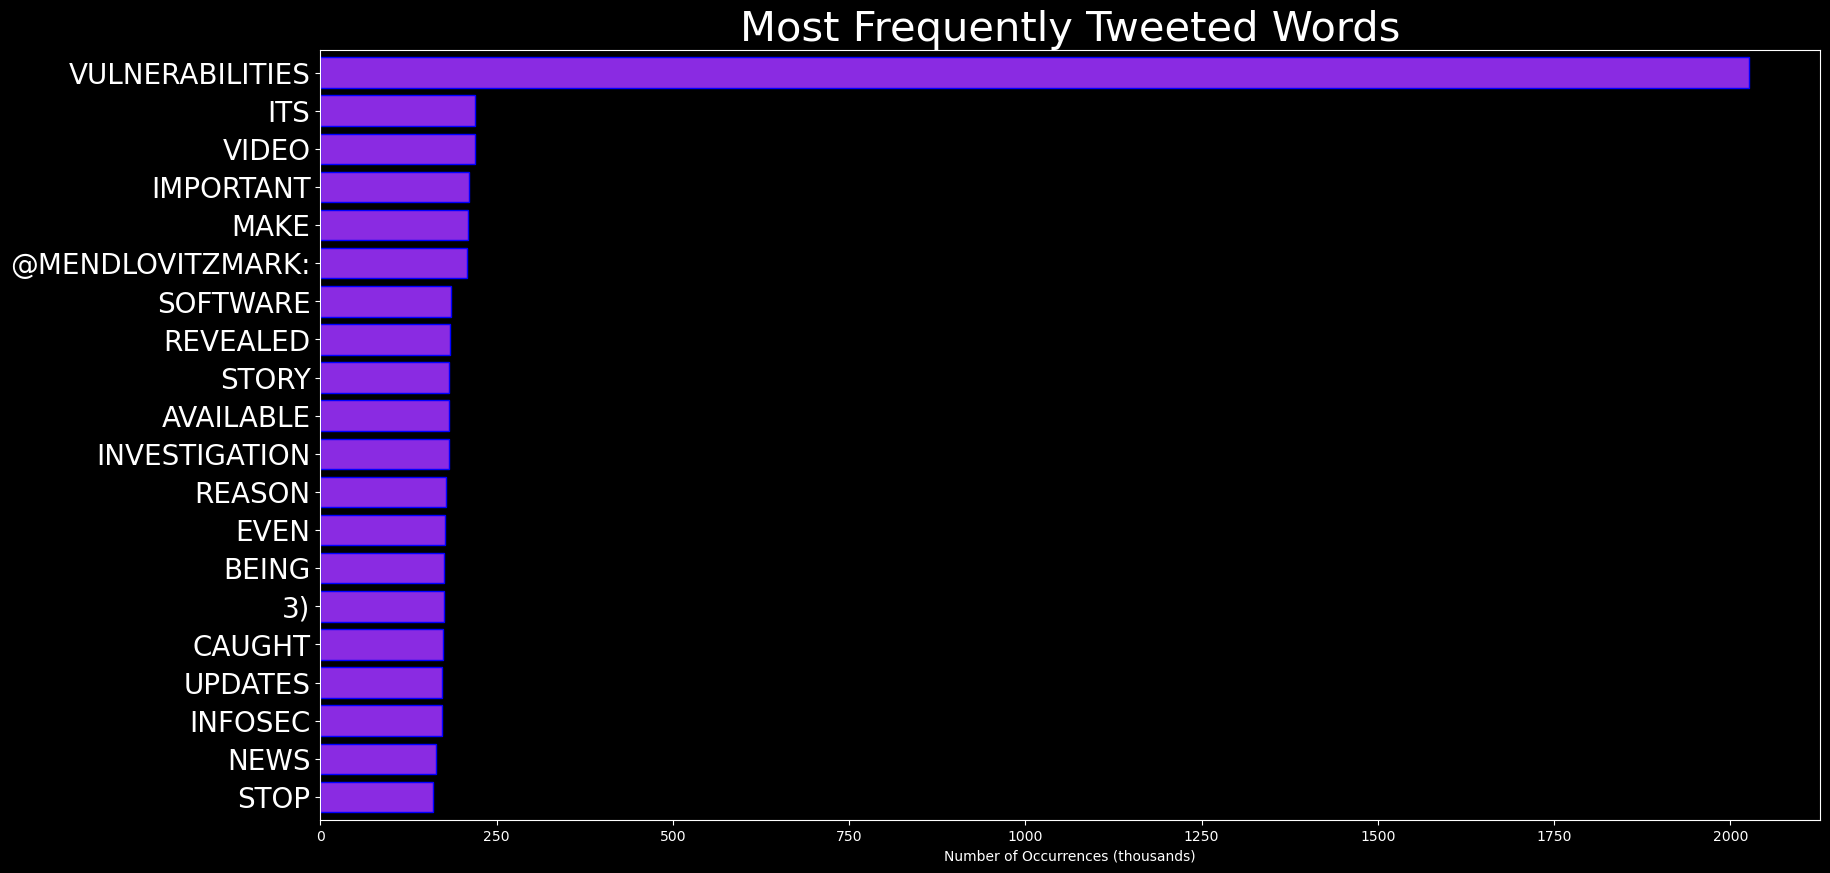 Most Frequently Tweeted Words
VULNERABILITIES
ITS
VIDEO
IMPORTANT
MAKE
@MENDLOVITZMARK:
SOFTWARE
REVEALED
STORY
AVAILABLE
INVESTIGATION
REASON
EVEN
BEING
3)
CAUGHT
UPDATES
INFOSEC
NEWS
STOP
0 250 500 750 1000 1250 1500 1750 2000
Number of Occurrences (thousands)